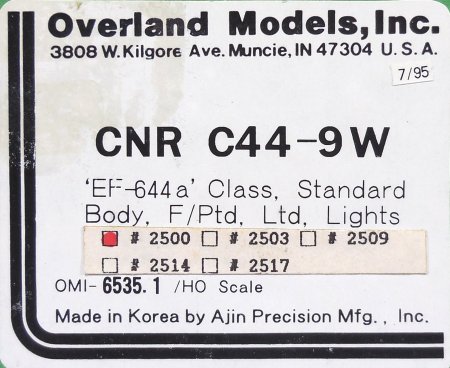 Overland Models, Inc.
3808 W. Kilgore Ave. Muncie, IN 47304 U. S. A.
7/95
CNR C44-9W
'EF-644a' Class, Standard
Body, F/Ptd, Ltd, Lights
# 2500 # 2503 # 2509
# 2514 # 2517
OMI- 6535.1 /HO Scale
Made in Korea by Ajin Precision Mfg. , Inc.